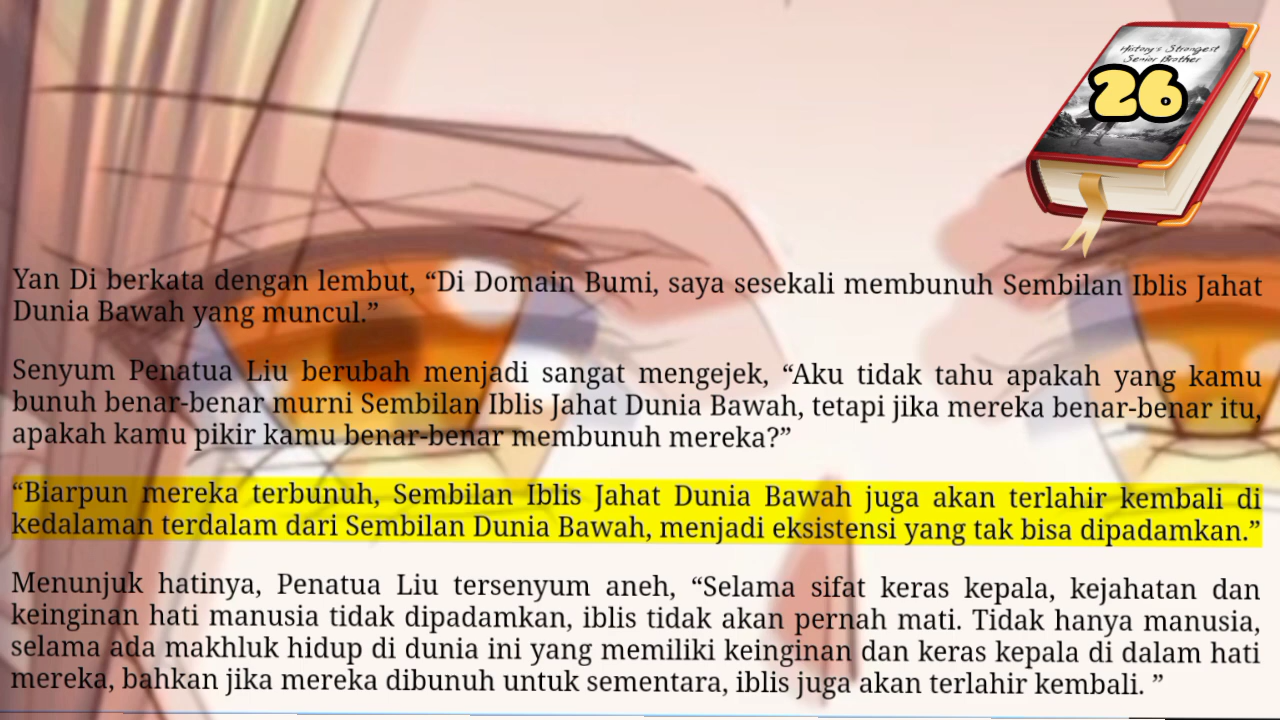 History's Strongest
Senior Brother
26
Yan Di berkata dengan lembut, “Di Domain Bumi, saya sesekali membunuh Sembilan Iblis Jahat
Dunia Bawah yang muncul.”
Senyum Penatua Liu berubah menjadi sangat mengejek, “Aku tidak tahu apakah yang kamu
bunuh benar-benar murni Sembilan Iblis Jahat Dunia Bawah, tetapi jika mereka benar-benar itu,
apakah kamu pikir kamu benar-benar membunuh mereka?”
“Biarpun mereka terbunuh, Sembilan Iblis Jahat Dunia Bawah juga akan terlahir kembali di
kedalaman terdalam dari Sembilan Dunia Bawah, menjadi eksistensi yang tak bisa dipadamkan.”
Menunjuk hatinya, Penatua Liu tersenyum aneh, “Selama sifat keras kepala, kejahatan dan
keinginan hati manusia tidak dipadamkan, iblis tidak akan pernah mati. Tidak hanya manusia,
selama ada makhluk hidup di dunia ini yang memiliki keinginan dan keras kepala di dalam hati
mereka, bahkan jika mereka dibunuh untuk sementara, iblis juga akan terlahir kembali. ”